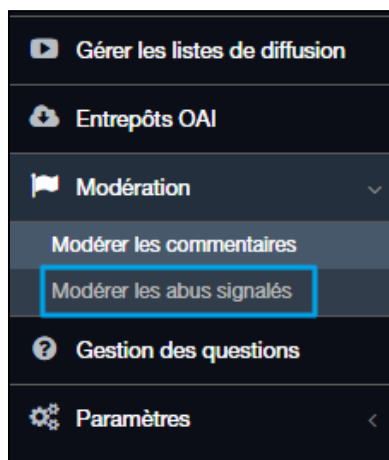 Gérer les listes de diffusion
Entrepôts OAI
Modération
Modérer les commentaires
Modérer les abus signalés
Gestion des questions
Paramètres